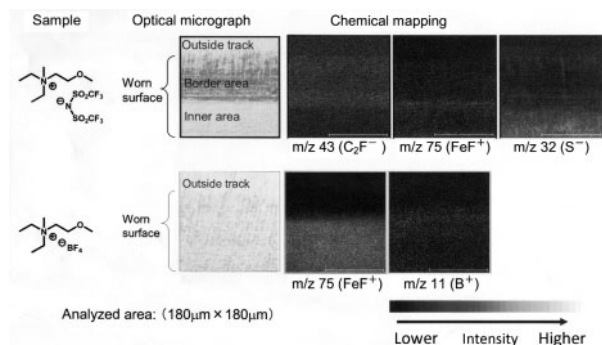 Sample
Optical micrograph
Chemical mapping
Outside track
Worn
surface
Border area
Inner area
N
⊕
O
⊖
N
SO2CF3
SO2CF3
m/z 43 (C2F−)
m/z 75 (FeF+)
m/z 32 (S−)
Outside track
Worn
surface
N
⊕
O
⊖BF4
m/z 75 (FeF+)
m/z 11 (B+)
Analyzed area: (180μm × 180μm)
Lower
Intensity
Higher